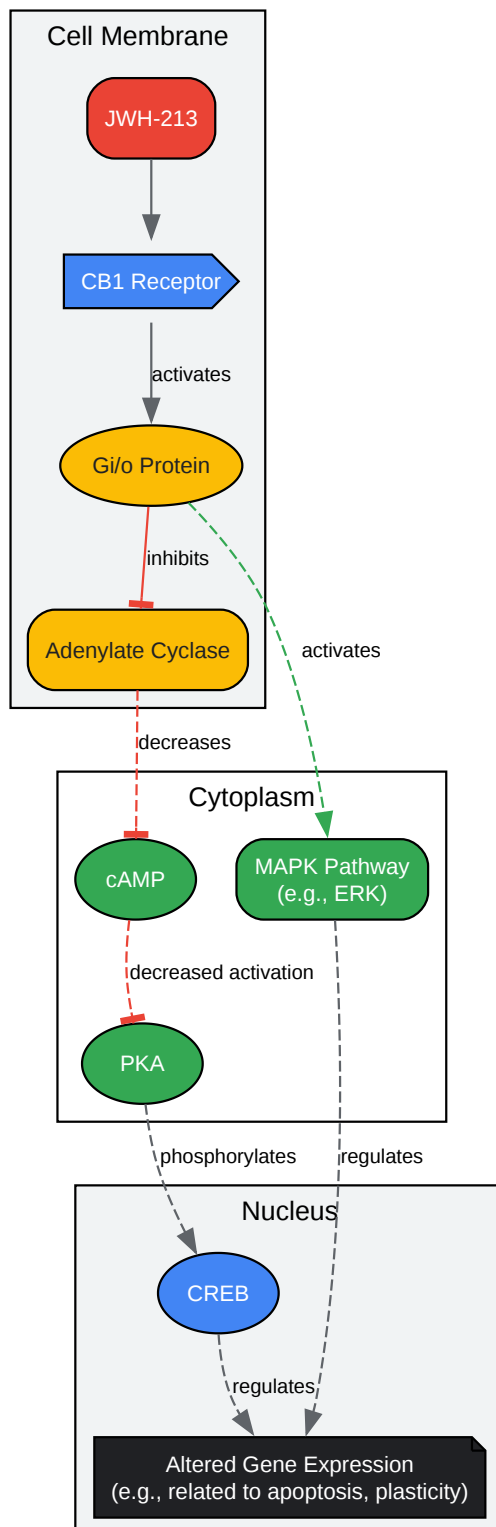 Cell Membrane
JWH-213
CB1 Receptor
activates
Gi/o Protein
inhibits
Adenylate Cyclase
activates
decreases
Cytoplasm
cAMP
MAPK Pathway
(e.g., ERK)
decreased activation
PKA
phosphorylates
regulates
Nucleus
CREB
regulates
Altered Gene Expression
(e.g., related to apoptosis, plasticity)